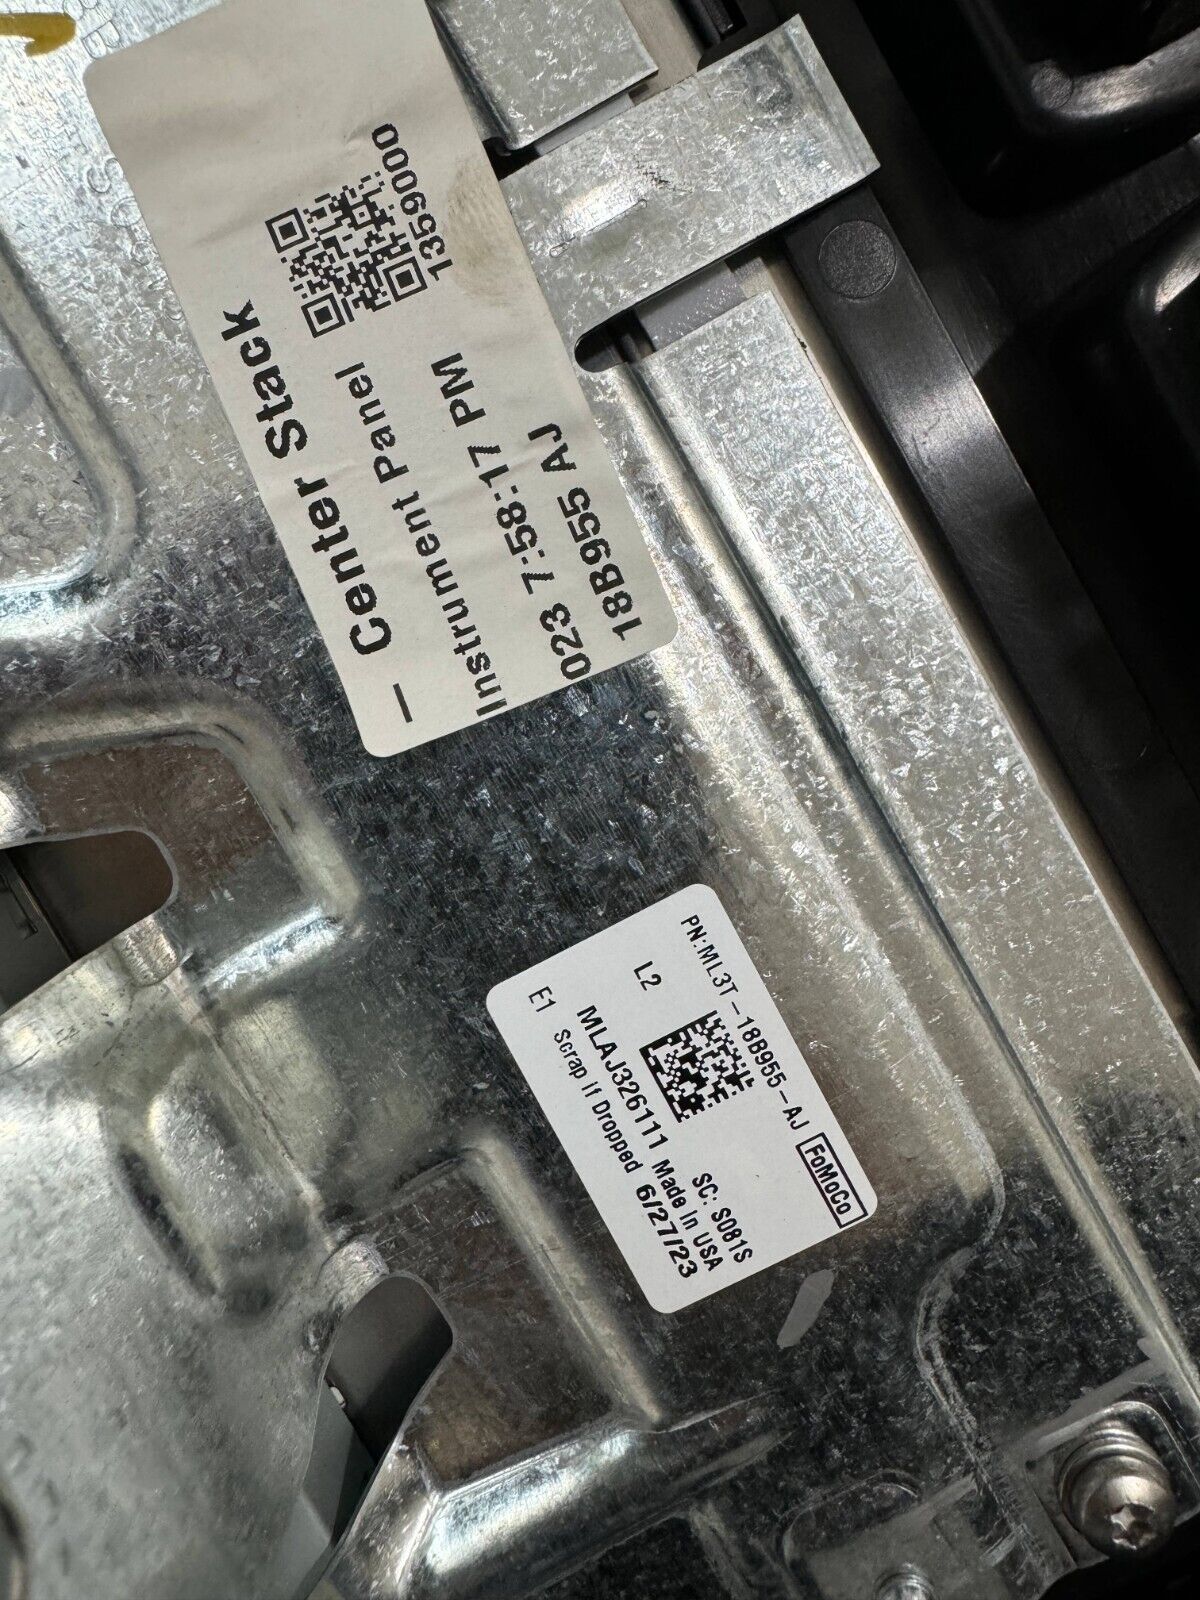 — Center Stack
Instrument Panel
023 7:58:17 PM
18B955 AJ
13590000
PN:ML3T-18B955-AJ FoMoCo
L2 SC: S081S
MLAJ326111 Made In USA
E1 Scrap If Dropped 6/27/23